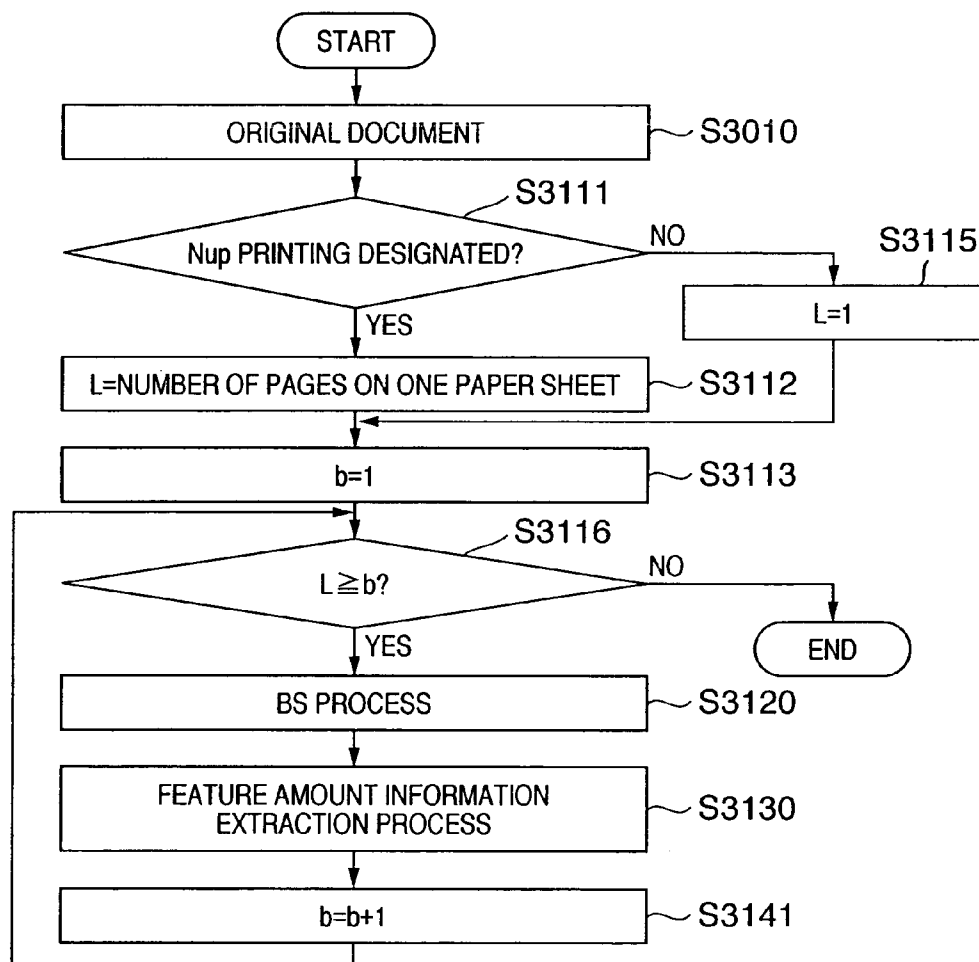 START
ORIGINAL DOCUMENT
S3010
S3111
Nup PRINTING DESIGNATED?
NO
S3115
L=1
YES
L=NUMBER OF PAGES ON ONE PAPER SHEET
S3112
b=1
S3113
S3116
L≧b?
NO
END
YES
BS PROCESS
S3120
FEATURE AMOUNT INFORMATION
EXTRACTION PROCESS
S3130
b=b+1
S3141